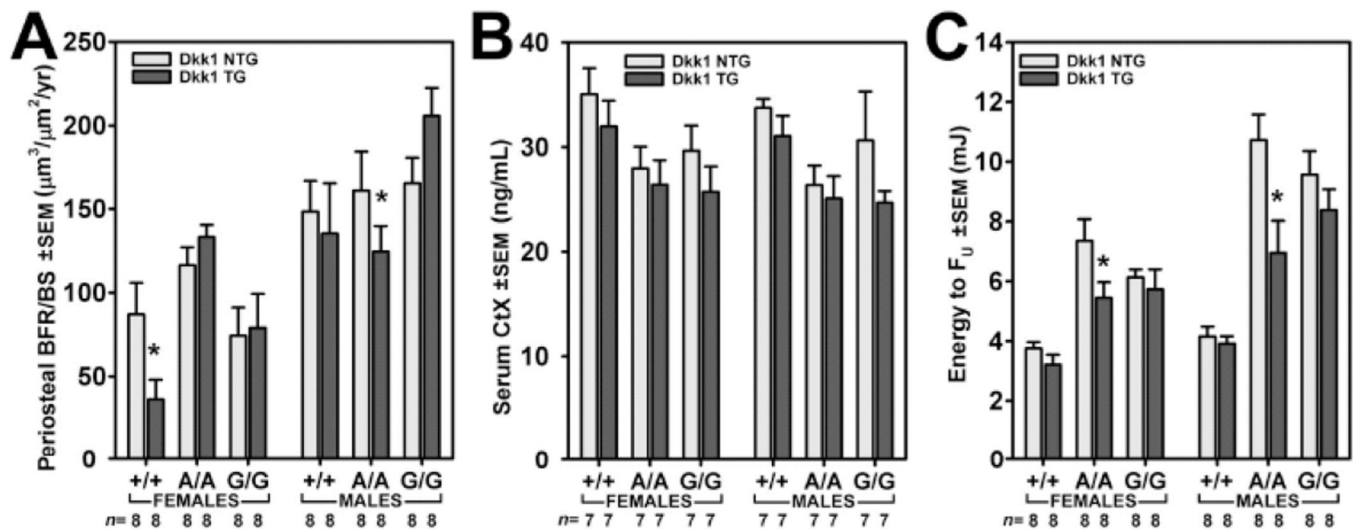 A
Periosteal BFR/BS ±SEM (μm³/μm²/yr)
250
200
150
100
50
0
Dkk1 NTG
Dkk1 TG
*
*
+/+ A/A G/G +/+ A/A G/G
FEMALES MALES
n= 8 8 8 8 8 8 8 8 8 8 8 8
B
Serum CtX ±SEM (ng/mL)
40
30
20
10
0
Dkk1 NTG
Dkk1 TG
+/+ A/A G/G +/+ A/A G/G
FEMALES MALES
n= 7 7 7 7 7 7 7 7 7 7 7 7
C
Energy to FU ±SEM (mJ)
14
12
10
8
6
4
2
0
Dkk1 NTG
Dkk1 TG
*
*
+/+ A/A G/G +/+ A/A G/G
FEMALES MALES
n= 8 8 8 8 8 8 8 8 8 8 8 8